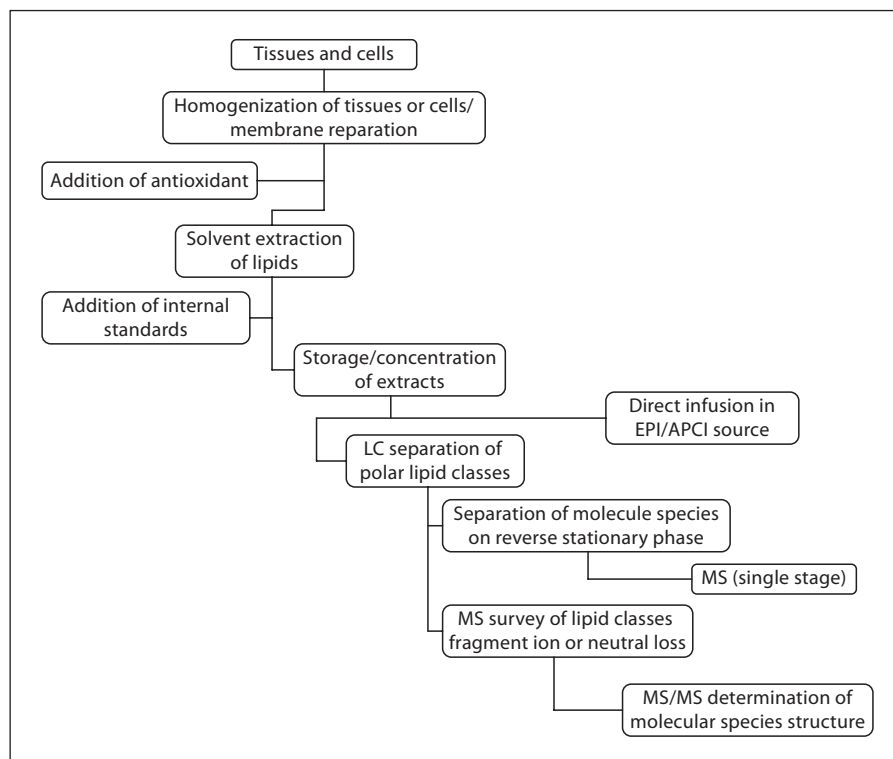 Tissues and cells
Homogenization of tissues or cells/
membrane reparation
Addition of antioxidant
Solvent extraction
of lipids
Addition of internal
standards
Storage/concentration
of extracts
Direct infusion in
EPI/APCI source
LC separation of
polar lipid classes
Separation of molecule species
on reverse stationary phase
MS (single stage)
MS survey of lipid classes
fragment ion or neutral loss
MS/MS determination of
molecular species structure